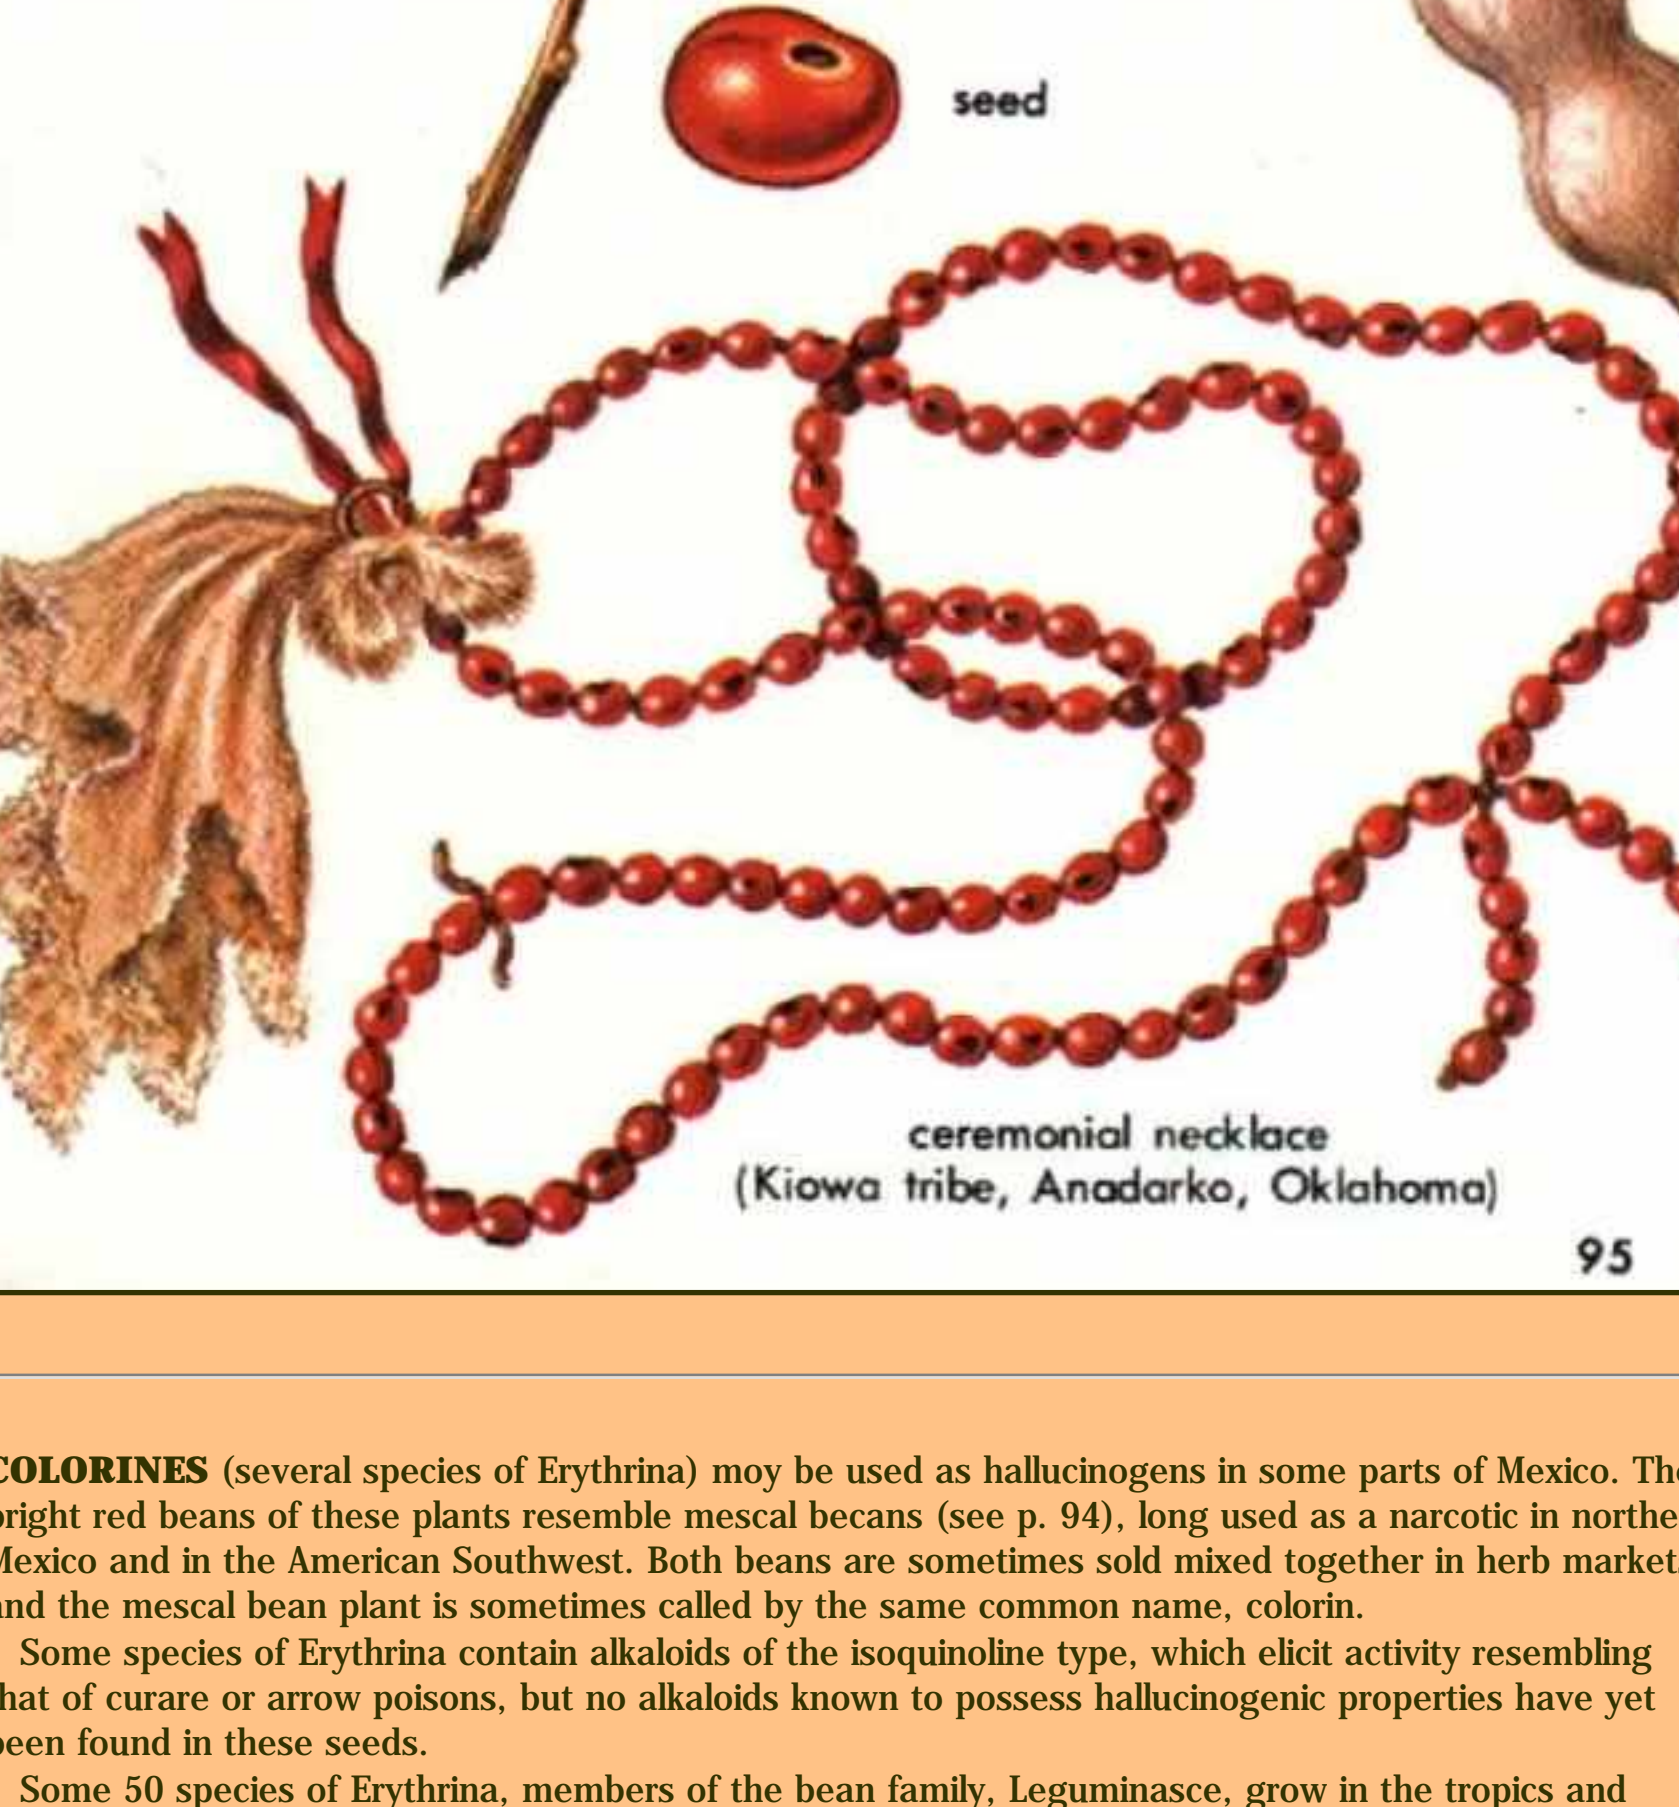 seed
ceremonial necklace
(Kiowa tribe, Anadarko, Oklahoma)
95
COLORINES (several species of Erythrina) moy be used as hallucinogens in some parts of Mexico. The
bright red beans of these plants resemble mescal becans (see p. 94), long used as a narcotic in northe
Mexico and in the American Southwest. Both beans are sometimes sold mixed together in herb markets
and the mescal bean plant is sometimes called by the same common name, colorin.
Some species of Erythrina contain alkaloids of the isoquinoline type, which elicit activity resembling
that of curare or arrow poisons, but no alkaloids known to possess hallucinogenic properties have yet
been found in these seeds.
Some 50 species of Erythrina, members of the bean family, Leguminasce, grow in the tropics and